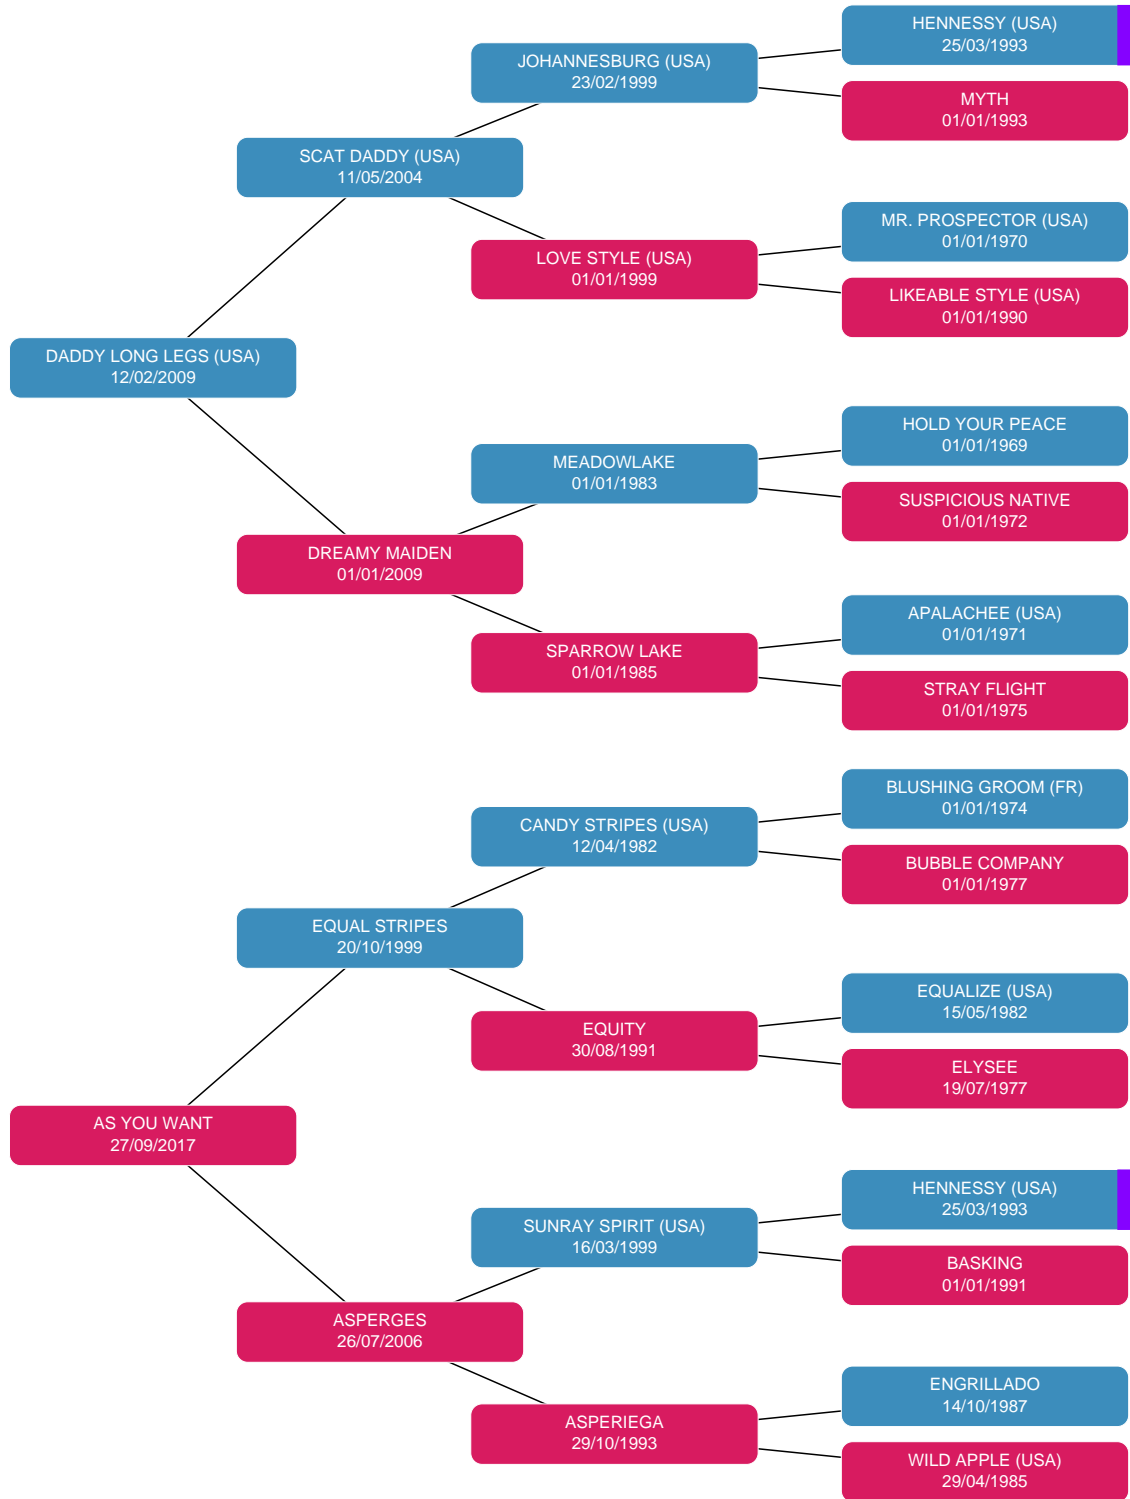 HENNESSY (USA)
25/03/1993
JOHANNESBURG (USA)
23/02/1999
MYTH
01/01/1993
SCAT DADDY (USA)
11/05/2004
MR. PROSPECTOR (USA)
01/01/1970
LOVE STYLE (USA)
01/01/1999
LIKEABLE STYLE (USA)
01/01/1990
DADDY LONG LEGS (USA)
12/02/2009
HOLD YOUR PEACE
01/01/1969
MEADOWLAKE
01/01/1983
SUSPICIOUS NATIVE
01/01/1972
DREAMY MAIDEN
01/01/2009
APALACHEE (USA)
01/01/1971
SPARROW LAKE
01/01/1985
STRAY FLIGHT
01/01/1975
BLUSHING GROOM (FR)
01/01/1974
CANDY STRIPES (USA)
12/04/1982
BUBBLE COMPANY
01/01/1977
EQUAL STRIPES
20/10/1999
EQUALIZE (USA)
15/05/1982
EQUITY
30/08/1991
ELYSEE
19/07/1977
AS YOU WANT
27/09/2017
HENNESSY (USA)
25/03/1993
SUNRAY SPIRIT (USA)
16/03/1999
BASKING
01/01/1991
ASPERGES
26/07/2006
ENGRILLADO
14/10/1987
ASPERIEGA
29/10/1993
WILD APPLE (USA)
29/04/1985